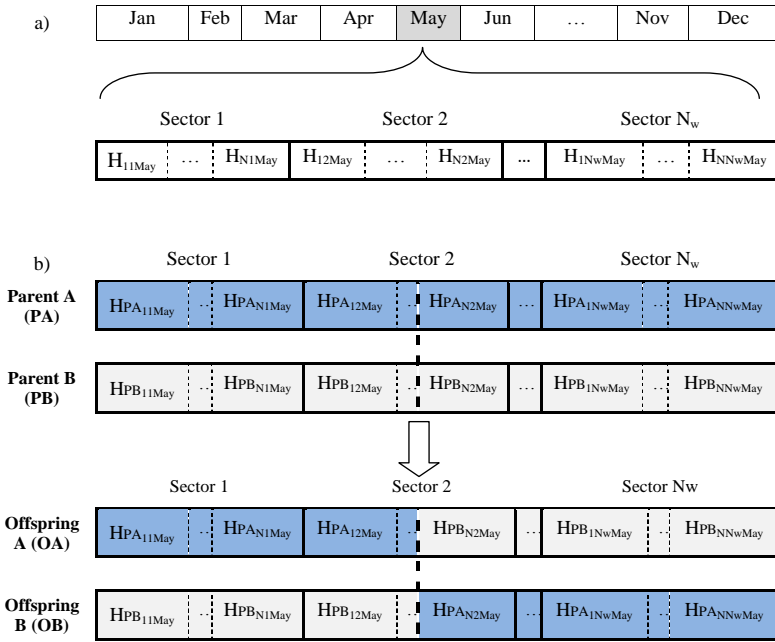 a) Jan Feb Mar Apr May Jun … Nov Dec
Sector 1 Sector 2 Sector Nw
H11May … HN1May H12May … HN2May ... H1NwMay … HNNwMay
b) Sector 1 Sector 2 Sector Nw
Parent A
(PA)
HPA11May … HPAN1May HPA12May … HPAN2May … HPA1NwMay … HPANNwMay
Parent B
(PB)
HPB11May … HPBN1May HPB12May … HPBN2May … HPB1NwMay … HPBNNwMay
Sector 1 Sector 2 Sector Nw
Offspring
A (OA)
HPA11May … HPAN1May HPA12May … HPBN2May … HPB1NwMay … HPBNNwMay
Offspring
B (OB)
HPB11May … HPBN1May HPB12May … HPAN2May … HPA1NwMay … HPANNwMay